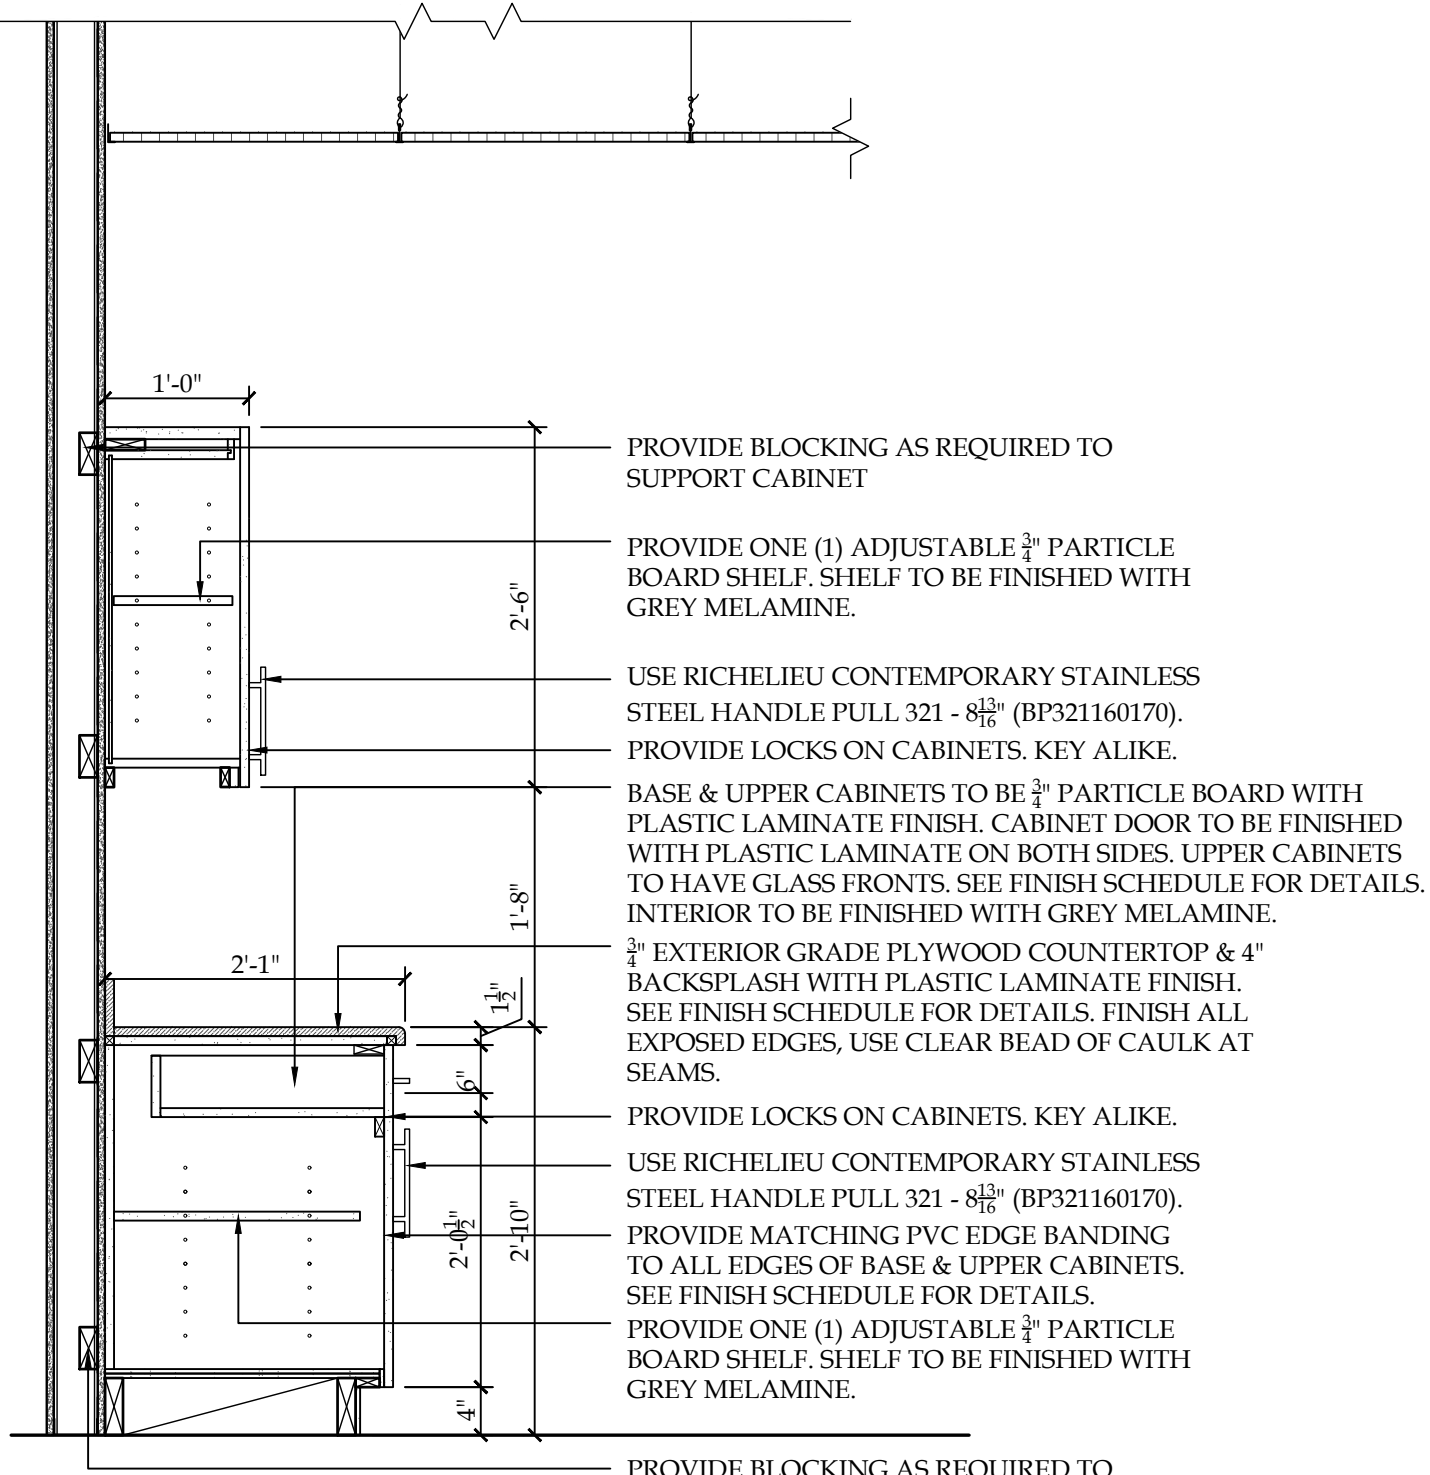 1'-0"
PROVIDE BLOCKING AS REQUIRED TO
SUPPORT CABINET
PROVIDE ONE (1) ADJUSTABLE 3/4" PARTICLE
BOARD SHELF. SHELF TO BE FINISHED WITH
GREY MELAMINE.
2'-6"
USE RICHELIEU CONTEMPORARY STAINLESS
STEEL HANDLE PULL 321 - 8 13/16" (BP321160170).
PROVIDE LOCKS ON CABINETS. KEY ALIKE.
BASE & UPPER CABINETS TO BE 3/4" PARTICLE BOARD WITH
PLASTIC LAMINATE FINISH. CABINET DOOR TO BE FINISHED
WITH PLASTIC LAMINATE ON BOTH SIDES. UPPER CABINETS
TO HAVE GLASS FRONTS. SEE FINISH SCHEDULE FOR DETAILS.
INTERIOR TO BE FINISHED WITH GREY MELAMINE.
1'-8"
2'-1"
3/4" EXTERIOR GRADE PLYWOOD COUNTERTOP & 4"
BACKSPLASH WITH PLASTIC LAMINATE FINISH.
SEE FINISH SCHEDULE FOR DETAILS. FINISH ALL
EXPOSED EDGES, USE CLEAR BEAD OF CAULK AT
SEAMS.
1 1/2"
6"
PROVIDE LOCKS ON CABINETS. KEY ALIKE.
USE RICHELIEU CONTEMPORARY STAINLESS
STEEL HANDLE PULL 321 - 8 13/16" (BP321160170).
2'-0 1/2"
2'-10"
PROVIDE MATCHING PVC EDGE BANDING
TO ALL EDGES OF BASE & UPPER CABINETS.
SEE FINISH SCHEDULE FOR DETAILS.
PROVIDE ONE (1) ADJUSTABLE 3/4" PARTICLE
BOARD SHELF. SHELF TO BE FINISHED WITH
GREY MELAMINE.
4"
PROVIDE BLOCKING AS REQUIRED TO